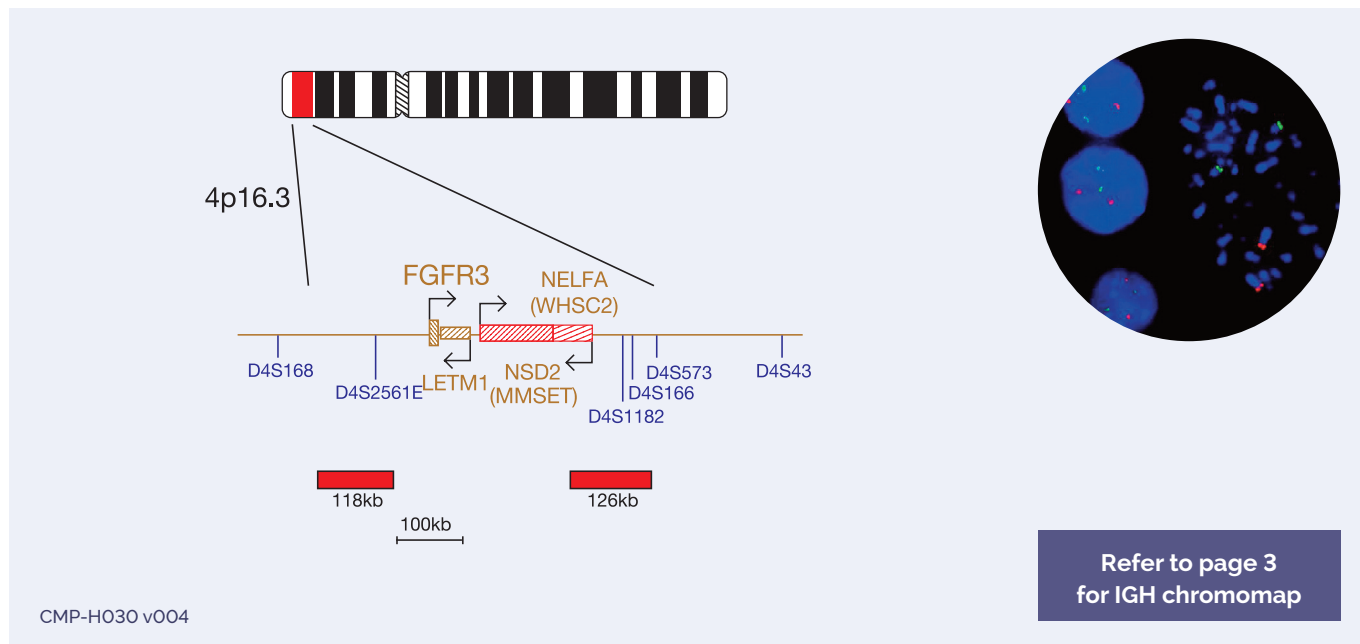 4p16.3
FGFR3
NELFA
(WHSC2)
D4S168
D4S2561E
LETM1
NSD2
(MMSET)
D4S573
D4S166
D4S1182
D4S43
118kb
126kb
100kb
Refer to page 3
for IGH chromomap
CMP-H030 v004